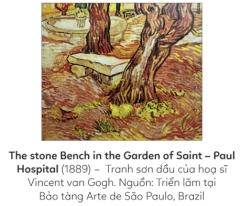 The stone Bench in the Garden of Saint – Paul
Hospital (1889) – Tranh sơn dầu của hoạ sĩ
Vincent van Gogh. Nguồn: Triển lãm tại
Bảo tàng Arte de São Paulo, Brazil